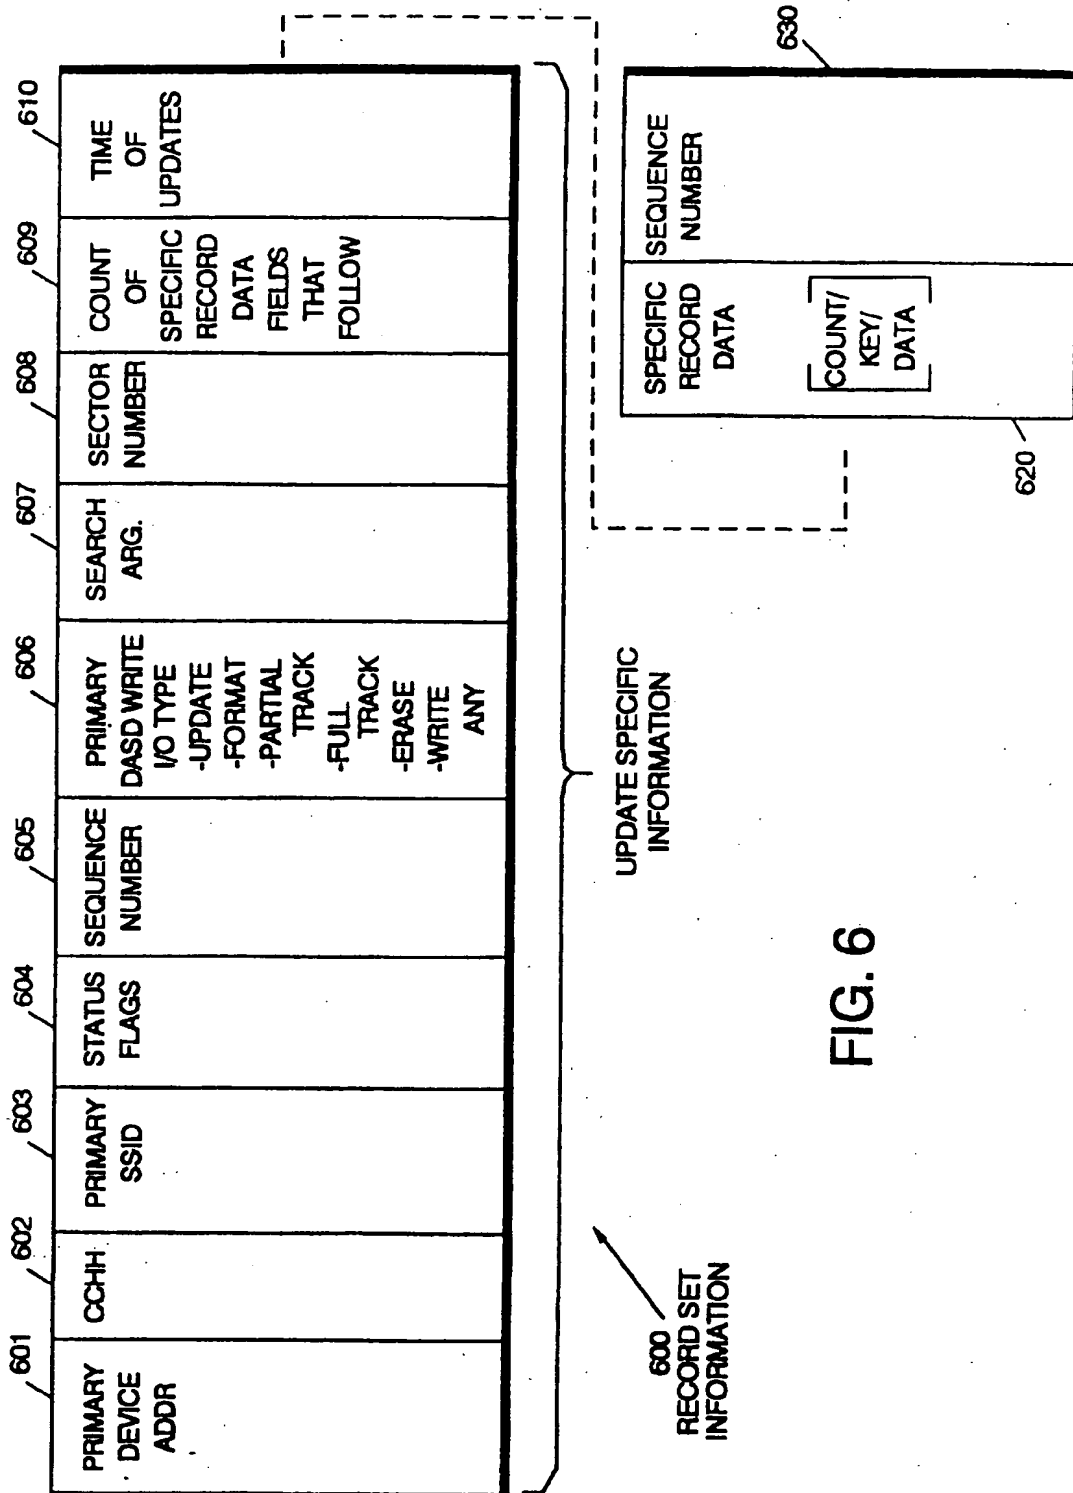 601
602
603
604
605
606
607
608
609
610
PRIMARY
DEVICE
ADDR
CCHH
PRIMARY
SSID
STATUS
FLAGS
SEQUENCE
NUMBER
PRIMARY
DASD WRITE
I/O TYPE
-UPDATE
-FORMAT
-PARTIAL
TRACK
-FULL
TRACK
-ERASE
-WRITE
ANY
SEARCH
ARG.
SECTOR
NUMBER
COUNT
OF
SPECIFIC
RECORD
DATA
FIELDS
THAT
FOLLOW
TIME
OF
UPDATES
600
RECORD SET
INFORMATION
UPDATE SPECIFIC
INFORMATION
SPECIFIC
RECORD
DATA
COUNT/
KEY/
DATA
SEQUENCE
NUMBER
620
630
FIG. 6